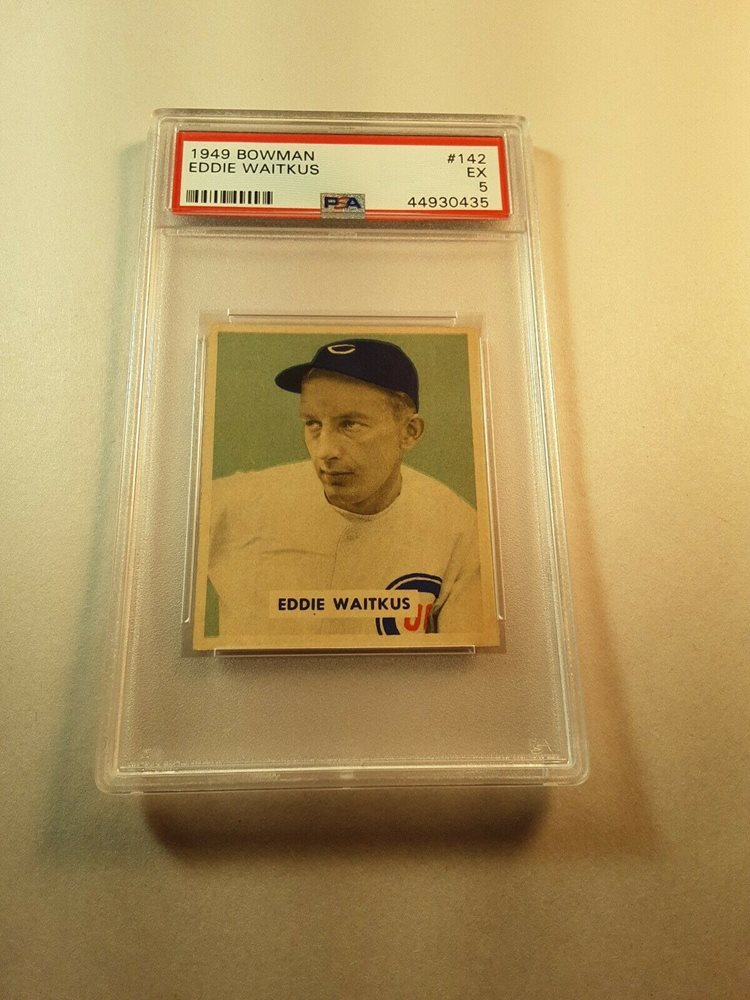 1949 BOWMAN #142
EDDIE WAITKUS EX
5
PSA 44930435
C
EDDIE WAITKUS